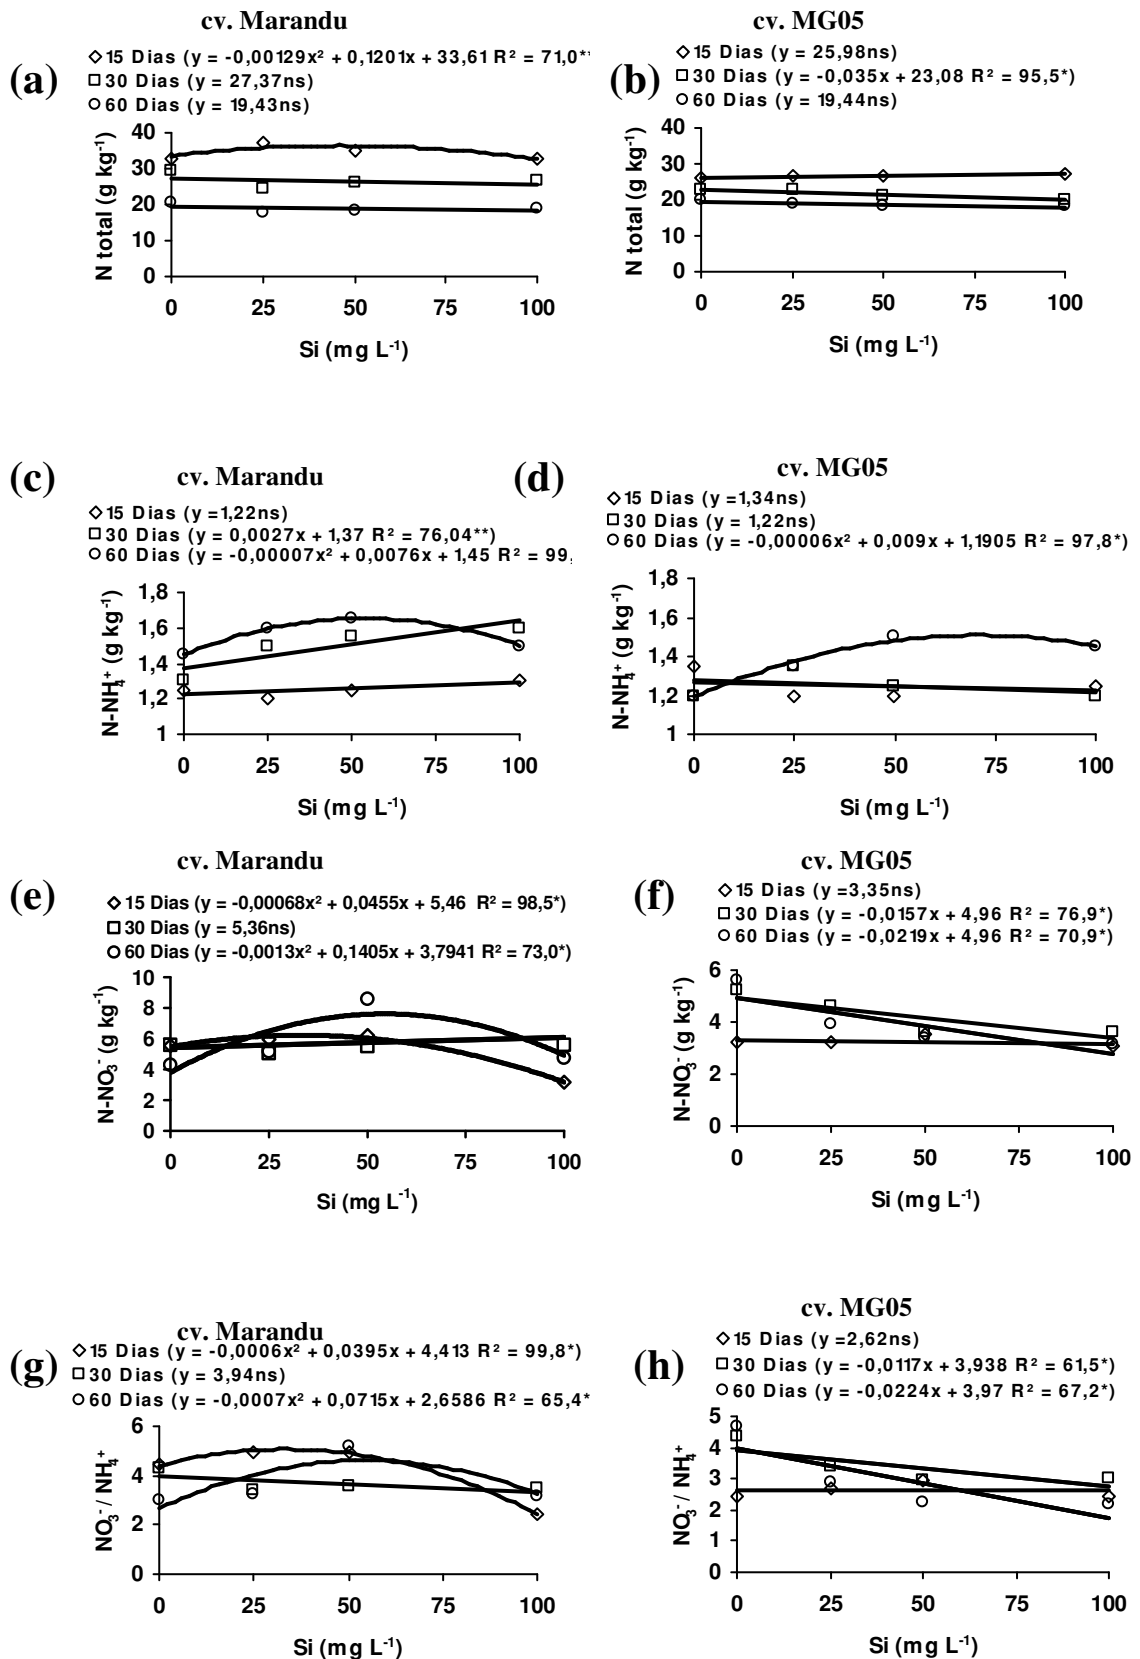 cv. Marandu
(a)
15 Dias (y = -0,00129x² + 0,1201x + 33,61 R² = 71,0*
30 Dias (y = 27,37ns)
60 Dias (y = 19,43ns)
N total (g kg⁻¹)
40
30
20
10
0
0 25 50 75 100
Si (mg L⁻¹)
cv. MG05
(b)
15 Dias (y = 25,98ns)
30 Dias (y = -0,035x + 23,08 R² = 95,5*)
60 Dias (y = 19,44ns)
N total (g kg⁻¹)
40
30
20
10
0
0 25 50 75 100
Si (mg L⁻¹)
(c)
cv. Marandu
15 Dias (y =1,22ns)
30 Dias (y = 0,0027x + 1,37 R² = 76,04**)
60 Dias (y = -0,00007x² + 0,0076x + 1,45 R² = 99,
N-NH₄⁺ (g kg⁻¹)
1,8
1,6
1,4
1,2
1
0 25 50 75 100
Si (mg L⁻¹)
(d)
cv. MG05
15 Dias (y =1,34ns)
30 Dias (y = 1,22ns)
60 Dias (y = -0,00006x² + 0,009x + 1,1905 R² = 97,8*)
N-NH₄⁺ (g kg⁻¹)
1,8
1,6
1,4
1,2
1
0 25 50 75 100
Si (mg L⁻¹)
cv. Marandu
(e)
15 Dias (y = -0,00068x² + 0,0455x + 5,46 R² = 98,5*)
30 Dias (y = 5,36ns)
60 Dias (y = -0,0013x² + 0,1405x + 3,7941 R² = 73,0*)
N-NO₃⁻ (g kg⁻¹)
10
8
6
4
2
0
0 25 50 75 100
Si (mg L⁻¹)
cv. MG05
(f)
15 Dias (y =3,35ns)
30 Dias (y = -0,0157x + 4,96 R² = 76,9*)
60 Dias (y = -0,0219x + 4,96 R² = 70,9*)
N-NO₃⁻ (g kg⁻¹)
6
4
2
0
0 25 50 75 100
Si (mg L⁻¹)
cv. Marandu
(g)
15 Dias (y = -0,0006x² + 0,0395x + 4,413 R² = 99,8*)
30 Dias (y = 3,94ns)
60 Dias (y = -0,0007x² + 0,0715x + 2,6586 R² = 65,4*
NO₃⁻ / NH₄⁺
6
4
2
0
0 25 50 75 100
Si (mg L⁻¹)
cv. MG05
(h)
15 Dias (y =2,62ns)
30 Dias (y = -0,0117x + 3,938 R² = 61,5*)
60 Dias (y = -0,0224x + 3,97 R² = 67,2*)
NO₃⁻ / NH₄⁺
5
4
3
2
1
0
0 25 50 75 100
Si (mg L⁻¹)